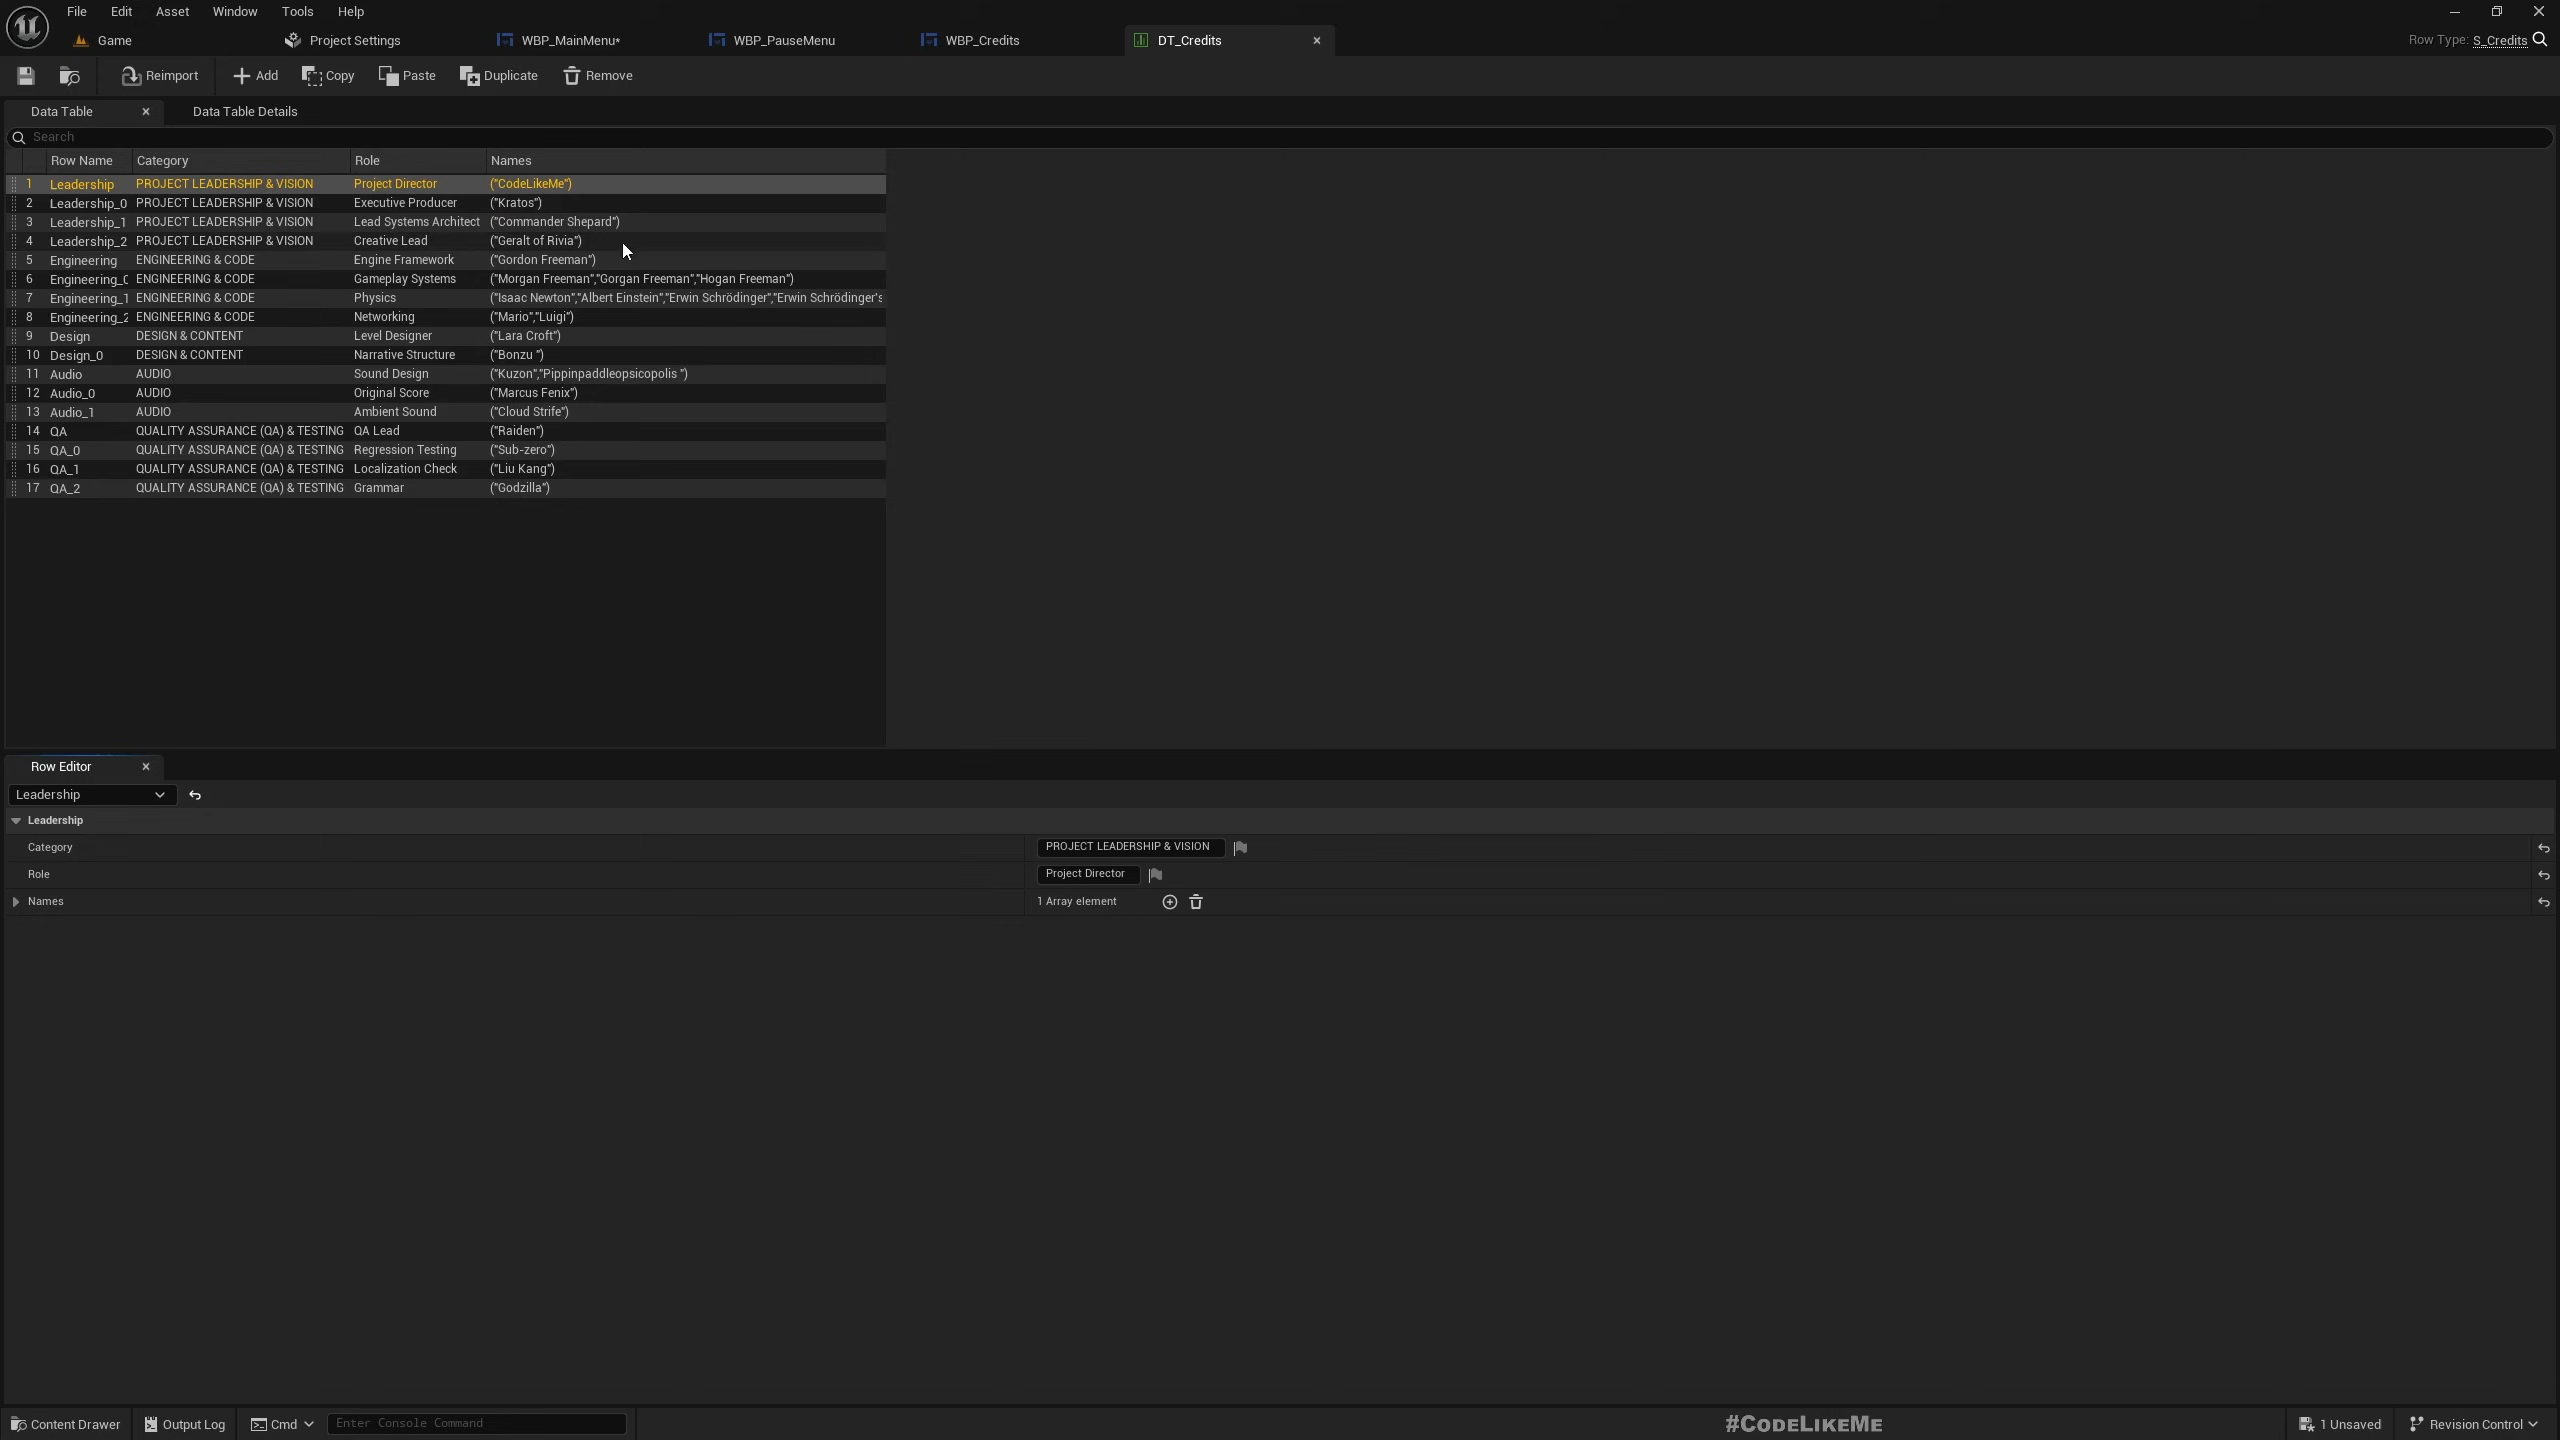 File Edit Asset Window Tools Help
Game Project Settings WBP_MainMenu* WBP_PauseMenu WBP_Credits DT_Credits Row Type: S_Credits
Reimport Add Copy Paste Duplicate Remove
Data Table Data Table Details
Search
Row Name Category Role Names
1 Leadership PROJECT LEADERSHIP & VISION Project Director ("CodeLikeMe")
2 Leadership_0 PROJECT LEADERSHIP & VISION Executive Producer ("Kratos")
3 Leadership_1 PROJECT LEADERSHIP & VISION Lead Systems Architect ("Commander Shepard")
4 Leadership_2 PROJECT LEADERSHIP & VISION Creative Lead ("Geralt of Rivia")
5 Engineering ENGINEERING & CODE Engine Framework ("Gordon Freeman")
6 Engineering_0 ENGINEERING & CODE Gameplay Systems ("Morgan Freeman","Gorgan Freeman","Hogan Freeman")
7 Engineering_1 ENGINEERING & CODE Physics ("Isaac Newton","Albert Einstein","Erwin Schrödinger","Erwin Schrödinger's
8 Engineering_2 ENGINEERING & CODE Networking ("Mario","Luigi")
9 Design DESIGN & CONTENT Level Designer ("Lara Croft")
10 Design_0 DESIGN & CONTENT Narrative Structure ("Bonzu ")
11 Audio AUDIO Sound Design ("Kuzon","Pippinpaddleopsicopolis ")
12 Audio_0 AUDIO Original Score ("Marcus Fenix")
13 Audio_1 AUDIO Ambient Sound ("Cloud Strife")
14 QA QUALITY ASSURANCE (QA) & TESTING QA Lead ("Raiden")
15 QA_0 QUALITY ASSURANCE (QA) & TESTING Regression Testing ("Sub-zero")
16 QA_1 QUALITY ASSURANCE (QA) & TESTING Localization Check ("Liu Kang")
17 QA_2 QUALITY ASSURANCE (QA) & TESTING Grammar ("Godzilla")
Row Editor
Leadership
Leadership
Category PROJECT LEADERSHIP & VISION
Role Project Director
Names 1 Array element
Content Drawer Output Log Cmd Enter Console Command #CODELIKEME 1 Unsaved Revision Control